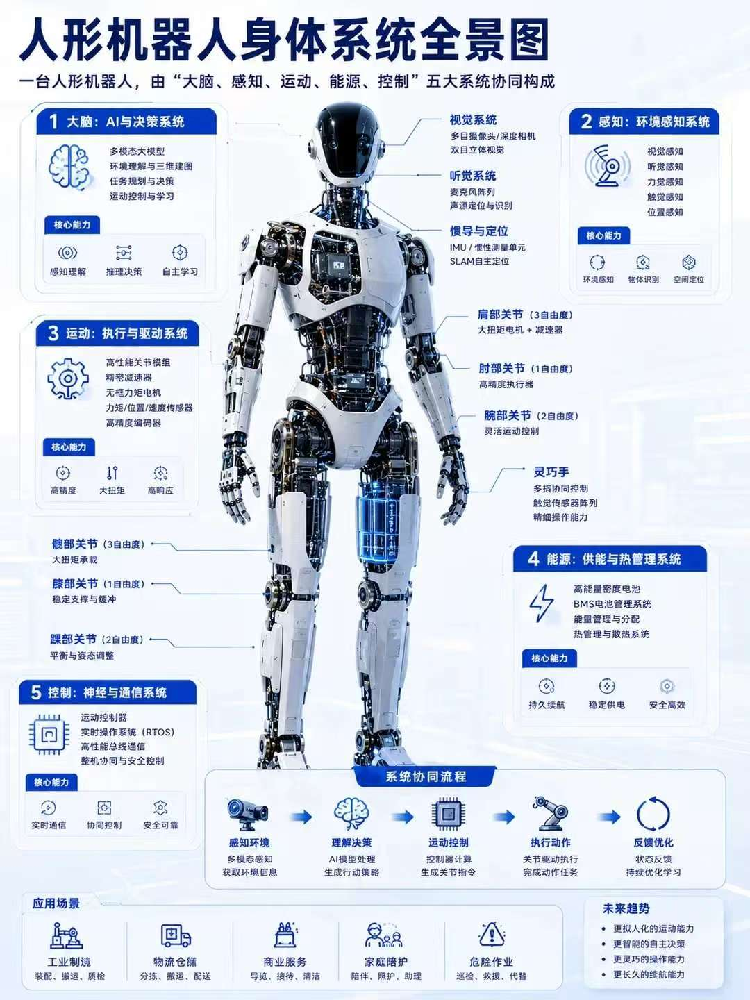 人形机器人身体系统全景图
一台人形机器人，由“大脑、感知、运动、能源、控制”五大系统协同构成
1 大脑：AI与决策系统
多模态大模型
环境理解与三维建图
任务规划与决策
运动控制与学习
核心能力
感知理解 推理决策 自主学习
视觉系统
多目摄像头/深度相机
双目立体视觉
听觉系统
麦克风阵列
声源定位与识别
惯导与定位
IMU / 惯性测量单元
SLAM自主定位
2 感知：环境感知系统
视觉感知
听觉感知
力觉感知
触觉感知
位置感知
核心能力
环境感知 物体识别 空间定位
3 运动：执行与驱动系统
高性能关节模组
精密减速器
无框力矩电机
力矩/位置/速度传感器
高精度编码器
核心能力
高精度 大扭矩 高响应
肩部关节（3自由度）
大扭矩电机 + 减速器
肘部关节（1自由度）
高精度执行器
腕部关节（2自由度）
灵活运动控制
灵巧手
多指协同控制
触觉传感器阵列
精细操作能力
髋部关节（3自由度）
大扭矩承载
膝部关节（1自由度）
稳定支撑与缓冲
踝部关节（2自由度）
平衡与姿态调整
4 能源：供能与热管理系统
高能量密度电池
BMS电池管理系统
能量管理与分配
热管理与散热系统
核心能力
持久续航 稳定供电 安全高效
5 控制：神经与通信系统
运动控制器
实时操作系统（RTOS）
高性能总线通信
整机协同与安全控制
核心能力
实时通信 协同控制 安全可靠
系统协同流程
感知环境 理解决策 运动控制 执行动作 反馈优化
多模态感知 AI模型处理 控制器计算 关节驱动执行 状态反馈
获取环境信息 生成行动策略 生成关节指令 完成动作任务 持续优化学习
应用场景
工业制造 物流仓储 商业服务 家庭陪护 危险作业
装配、搬运、质检 分拣、搬运、配送 导览、接待、清洁 陪伴、照护、助理 巡检、救援、代替
未来趋势
• 更拟人化的运动能力
• 更智能的自主决策
• 更灵巧的操作能力
• 更长久的续航能力